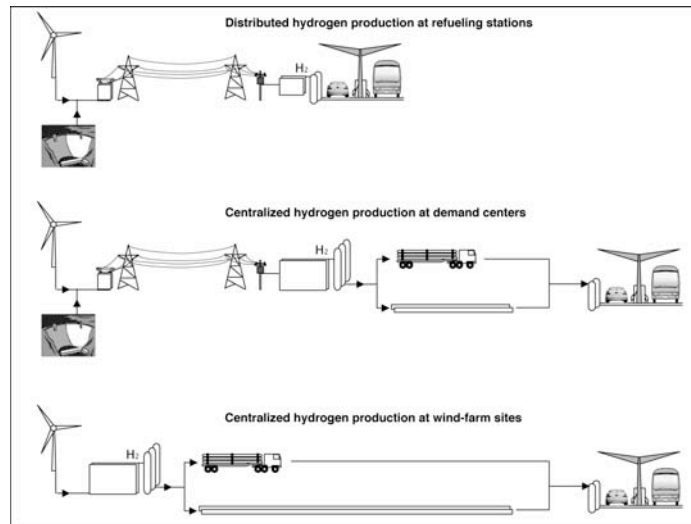 Distributed hydrogen production at refueling stations
H2
Centralized hydrogen production at demand centers
H2
Centralized hydrogen production at wind-farm sites
H2